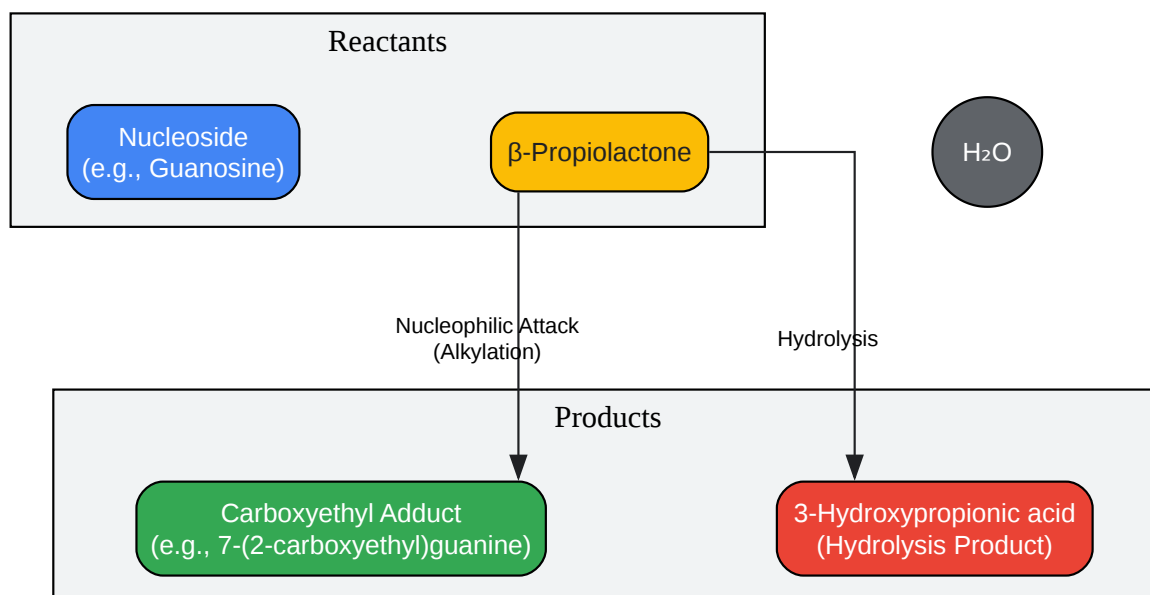 Reactants
Nucleoside
(e.g., Guanosine)
β-Propiolactone
H₂O
Nucleophilic Attack
(Alkylation)
Hydrolysis
Products
Carboxyethyl Adduct
(e.g., 7-(2-carboxyethyl)guanine)
3-Hydroxypropionic acid
(Hydrolysis Product)